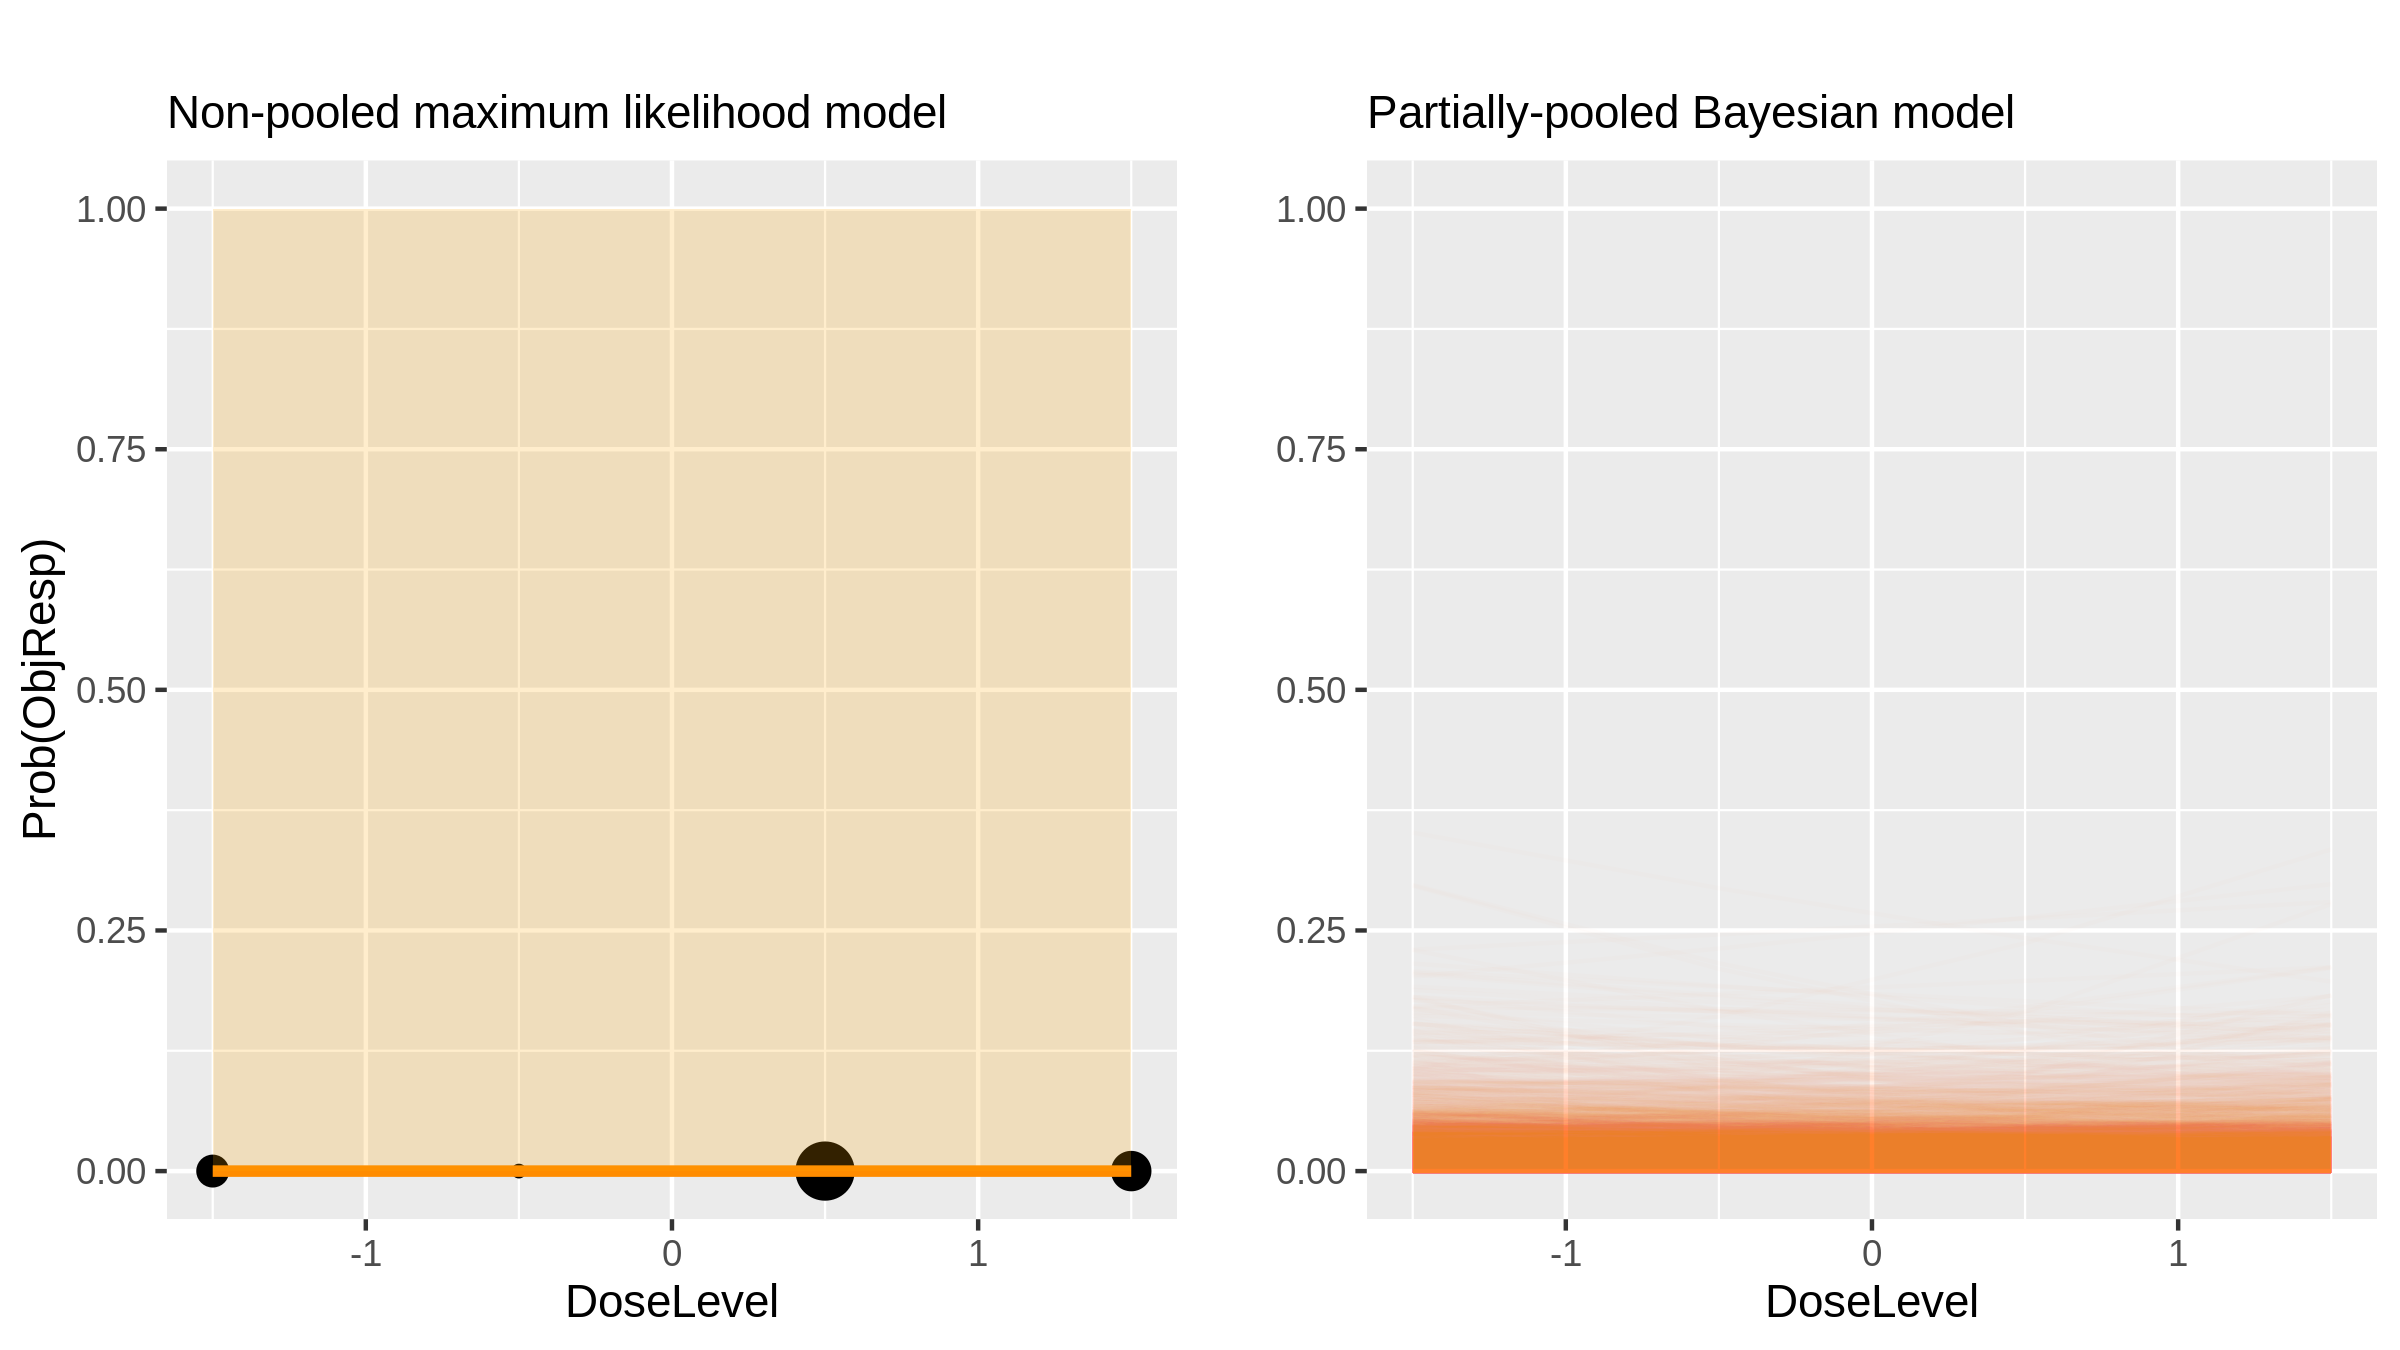 Non-pooled maximum likelihood model
Prob(ObjResp)
1.00
0.75
0.50
0.25
0.00
-1 0 1
DoseLevel
Partially-pooled Bayesian model
1.00
0.75
0.50
0.25
0.00
-1 0 1
DoseLevel